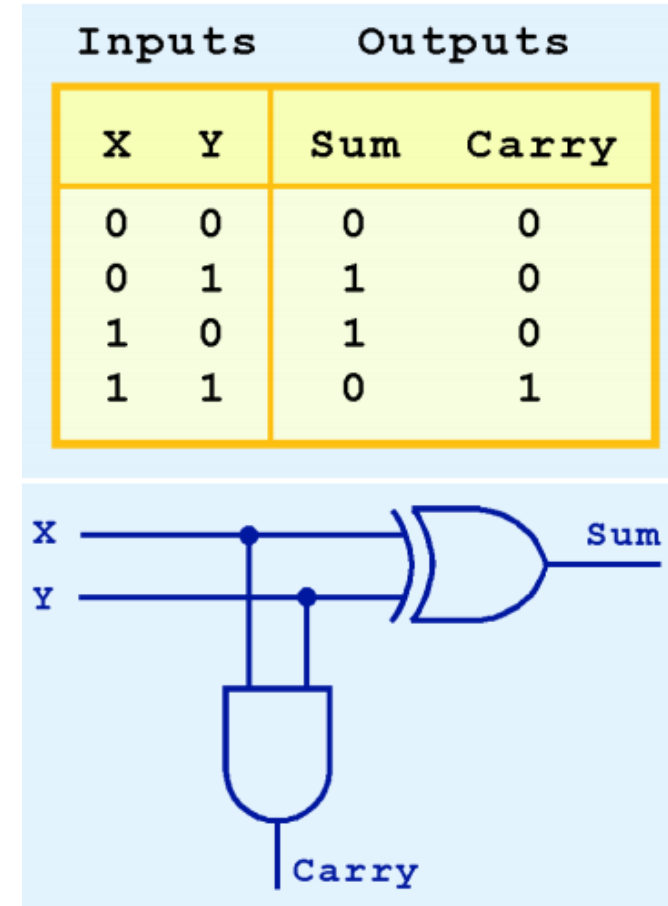 Inputs Outputs
X Y Sum Carry
0 0 0 0
0 1 1 0
1 0 1 0
1 1 0 1
X
Sum
Y
Carry